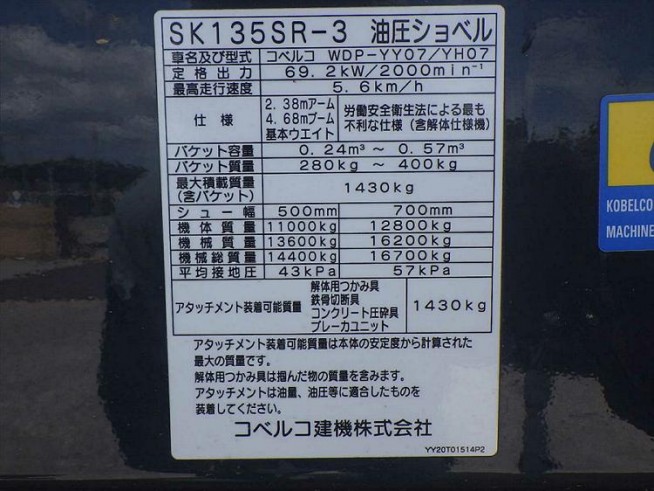 SK135SR-3 油圧ショベル
車名及び型式 コベルコ WDP-YY07/YH07
定格出力 69.2kW/2000min⁻¹
最高走行速度 5.6km/h
仕様 2.38mアーム 4.68mブーム 基本ウエイト 労働安全衛生法による最も不利な仕様(含解体仕様機)
バケット容量 0.24m³ ～ 0.57m³
バケット質量 280kg ～ 400kg
最大積載質量(含バケット) 1430kg
シュー幅 500mm 700mm
機体質量 11000kg 12800kg
機械質量 13600kg 16200kg
機械総質量 14400kg 16700kg
平均接地圧 43kPa 57kPa
アタッチメント装着可能質量 解体用つかみ具 鉄骨切断具 コンクリート圧砕具 ブレーカユニット 1430kg
アタッチメント装着可能質量は本体の安定度から計算された
最大の質量です。
解体用つかみ具は掴んだ物の質量を含みます。
アタッチメントは油量、油圧等に適合したものを
装着してください。
コベルコ建機株式会社
YY20T01514P2
KOBELCO
MACHINE